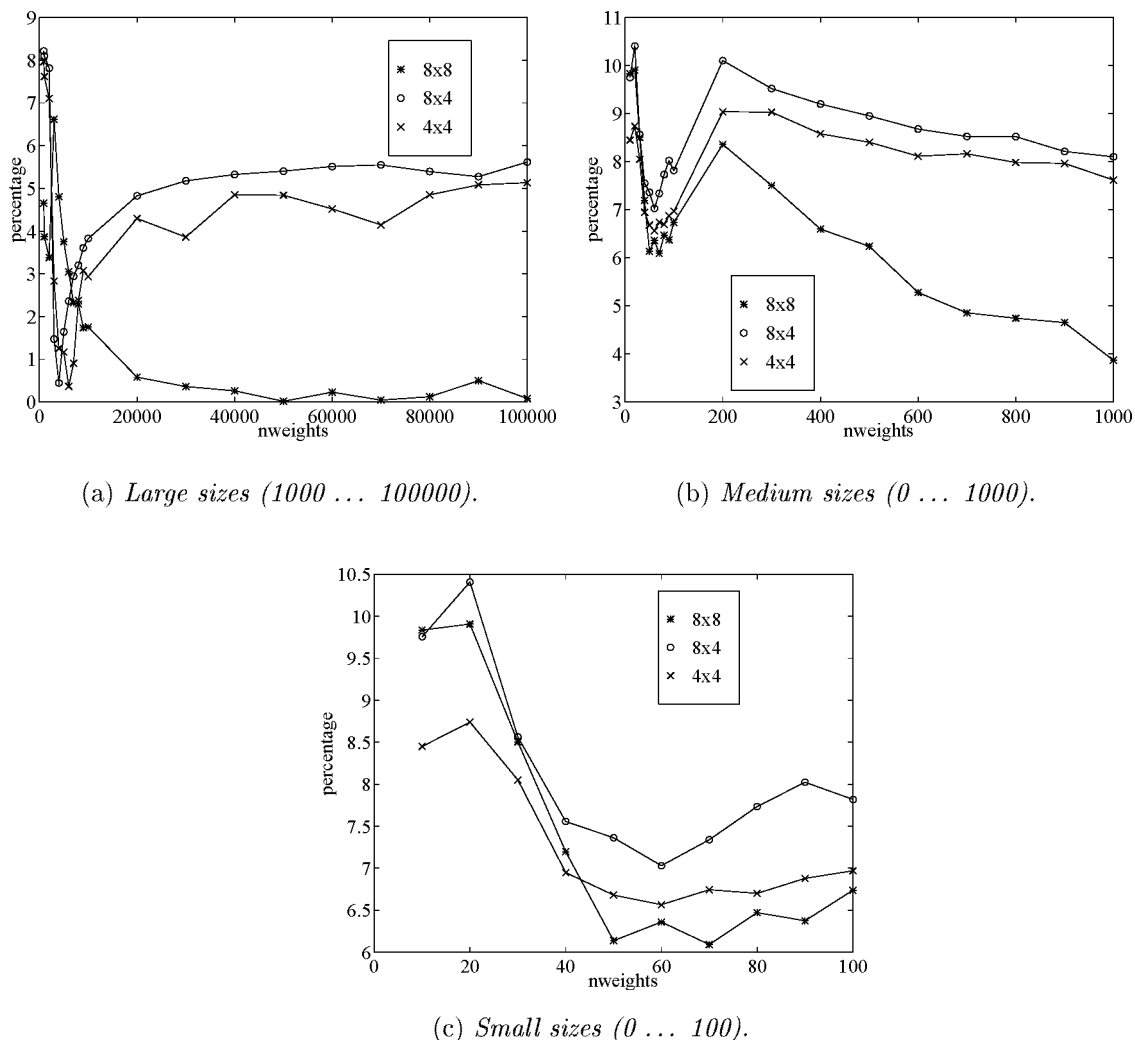 9
8
7
6
5
4
3
2
1
0
percentage
8x8
8x4
4x4
0 20000 40000 60000 80000 100000
nweights
(a) Large sizes (1000 ... 100000).
11
10
9
8
7
6
5
4
3
percentage
8x8
8x4
4x4
0 200 400 600 800 1000
nweights
(b) Medium sizes (0 ... 1000).
10.5
10
9.5
9
8.5
8
7.5
7
6.5
6
percentage
8x8
8x4
4x4
0 20 40 60 80 100
nweights
(c) Small sizes (0 ... 100).